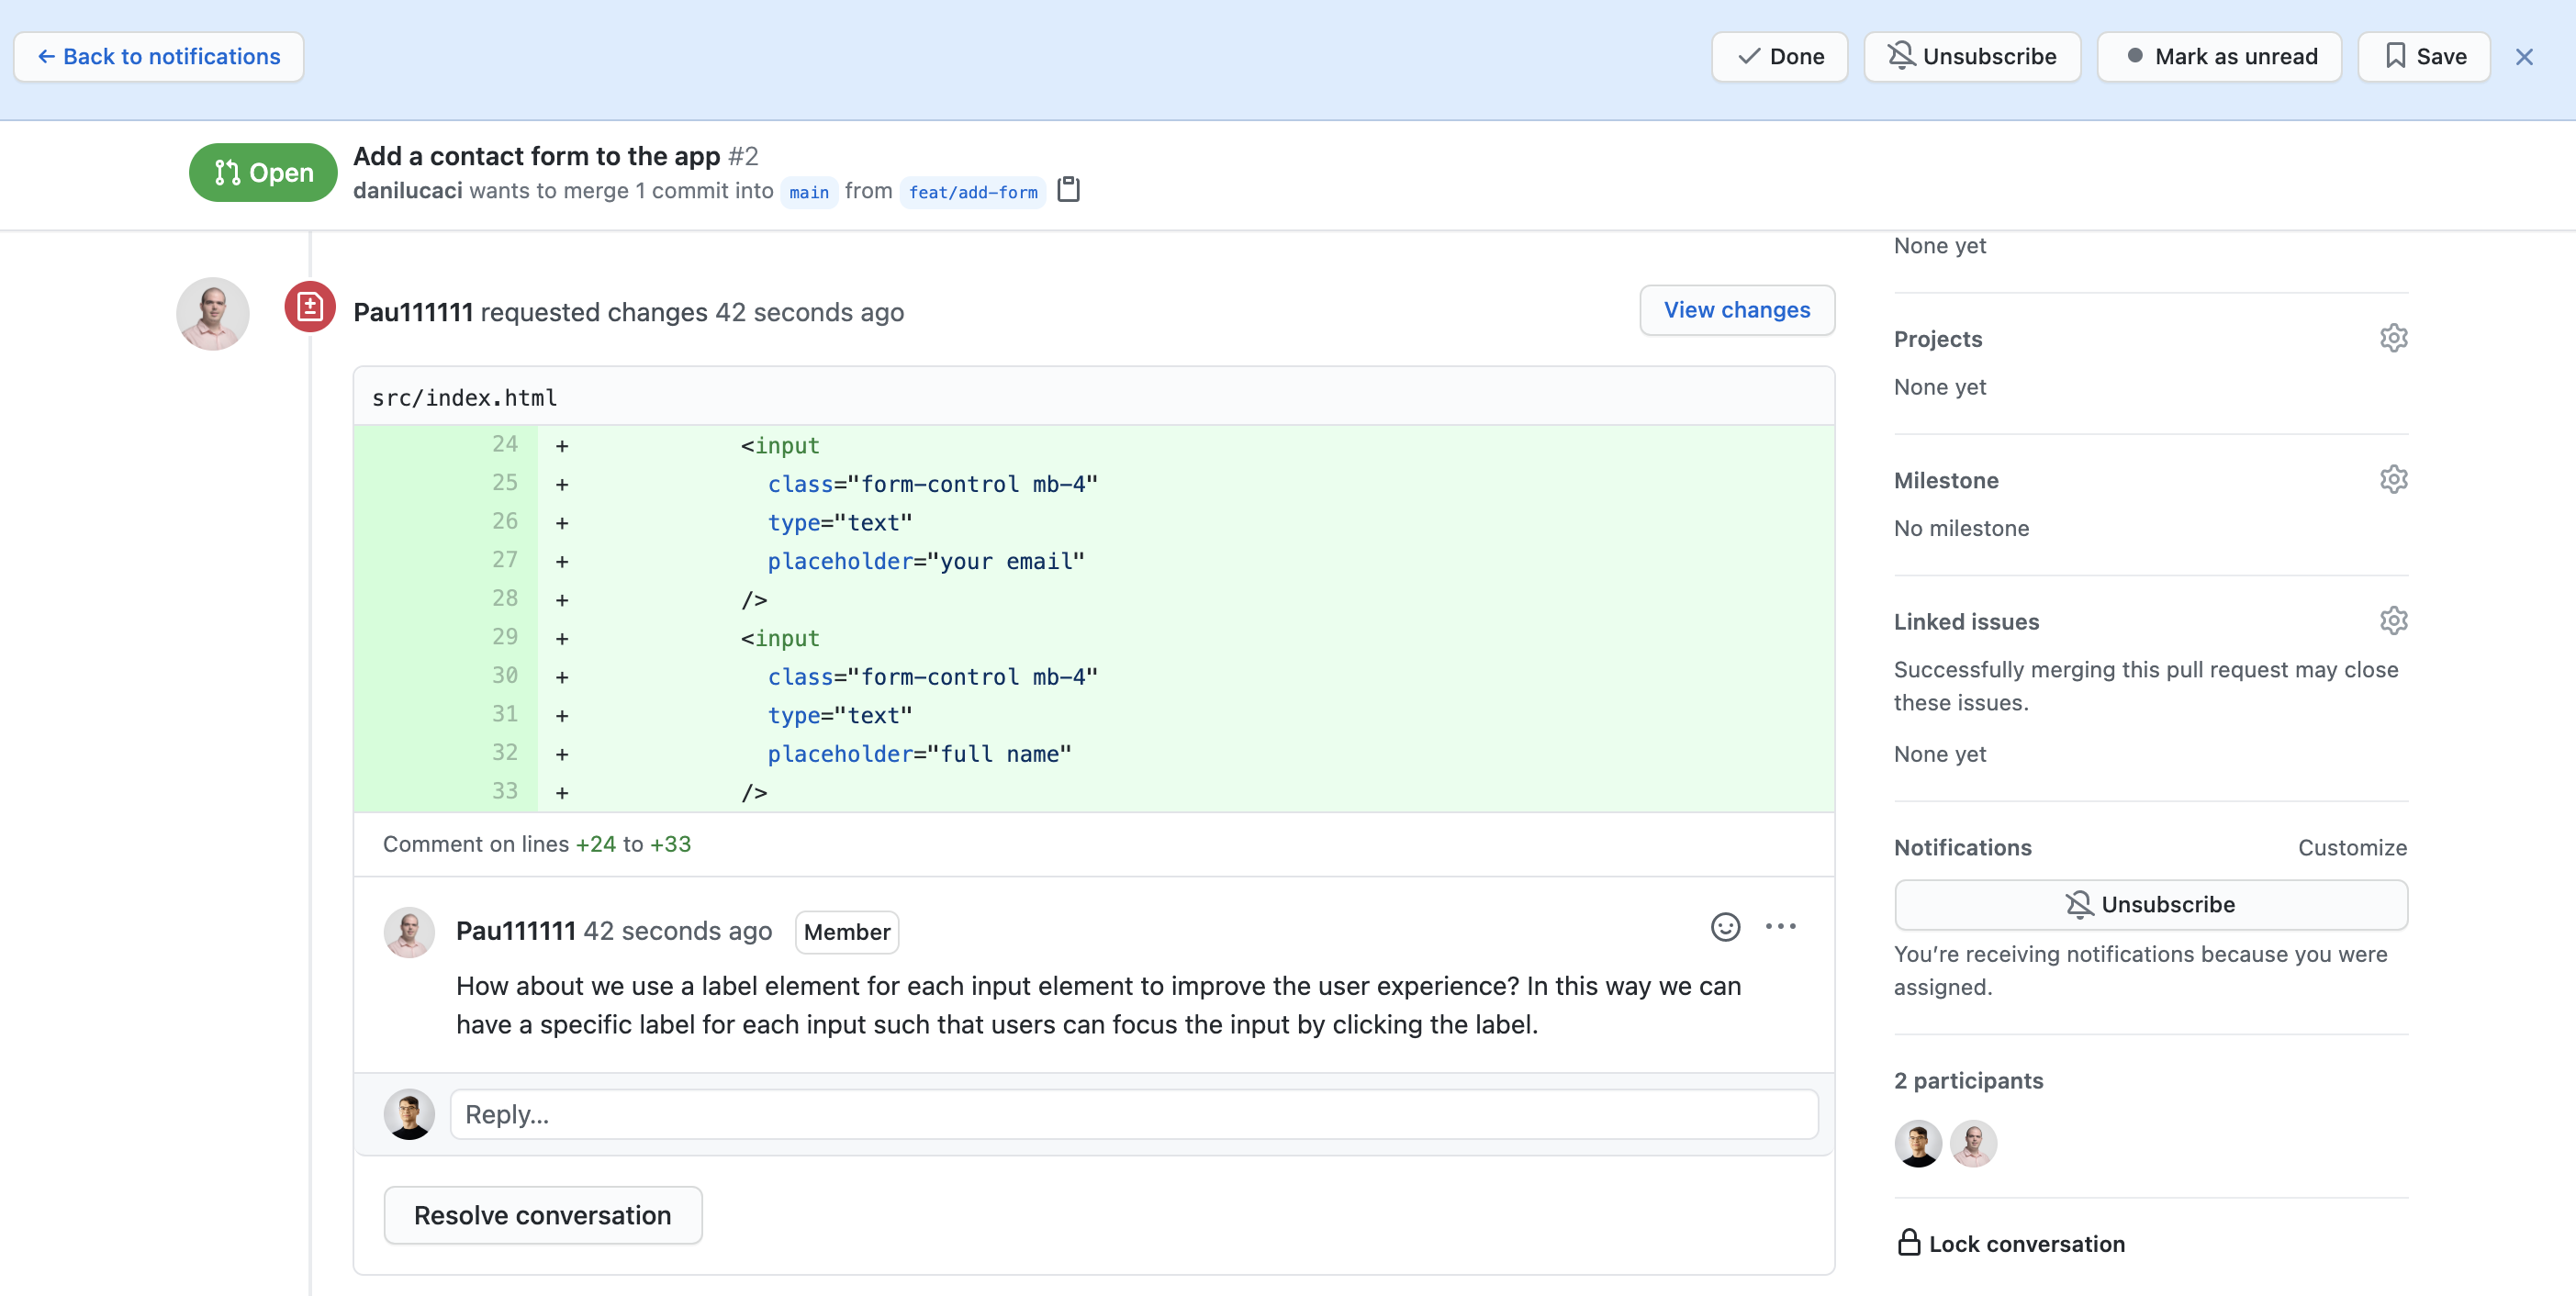 ← Back to notifications
Done
Unsubscribe
Mark as unread
Save
Open
Add a contact form to the app #2
danilucaci wants to merge 1 commit into main from feat/add-form
Pau111111 requested changes 42 seconds ago
View changes
src/index.html
24 + <input
25 + class="form-control mb-4"
26 + type="text"
27 + placeholder="your email"
28 + />
29 + <input
30 + class="form-control mb-4"
31 + type="text"
32 + placeholder="full name"
33 + />
Comment on lines +24 to +33
Pau111111 42 seconds ago Member
How about we use a label element for each input element to improve the user experience? In this way we can
have a specific label for each input such that users can focus the input by clicking the label.
Reply...
Resolve conversation
None yet
Projects
None yet
Milestone
No milestone
Linked issues
Successfully merging this pull request may close
these issues.
None yet
Notifications
Customize
Unsubscribe
You’re receiving notifications because you were
assigned.
2 participants
Lock conversation